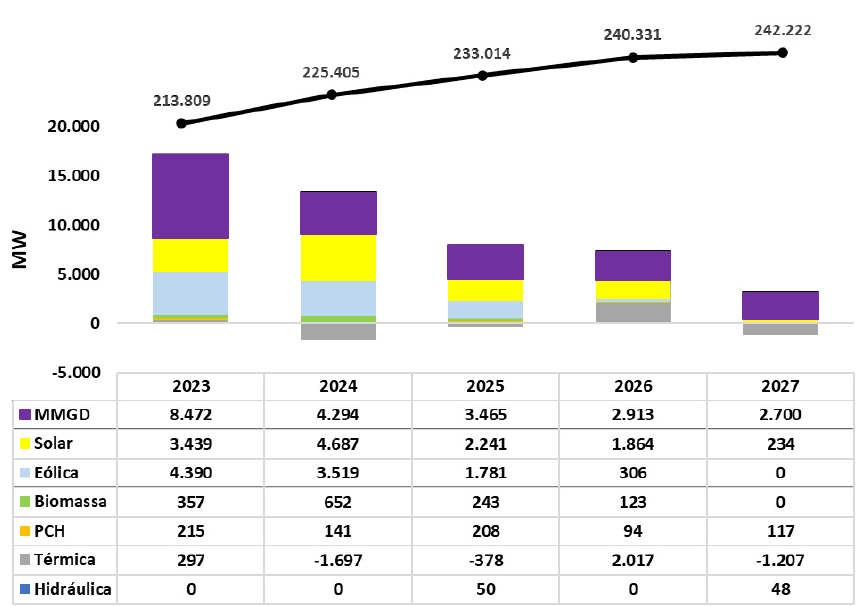 213.809 225.405 233.014 240.331 242.222
20.000
15.000
10.000
5.000
0
-5.000
MW
2023 2024 2025 2026 2027
MMGD 8.472 4.294 3.465 2.913 2.700
Solar 3.439 4.687 2.241 1.864 234
Eólica 4.390 3.519 1.781 306 0
Biomassa 357 652 243 123 0
PCH 215 141 208 94 117
Térmica 297 -1.697 -378 2.017 -1.207
Hidráulica 0 0 50 0 48